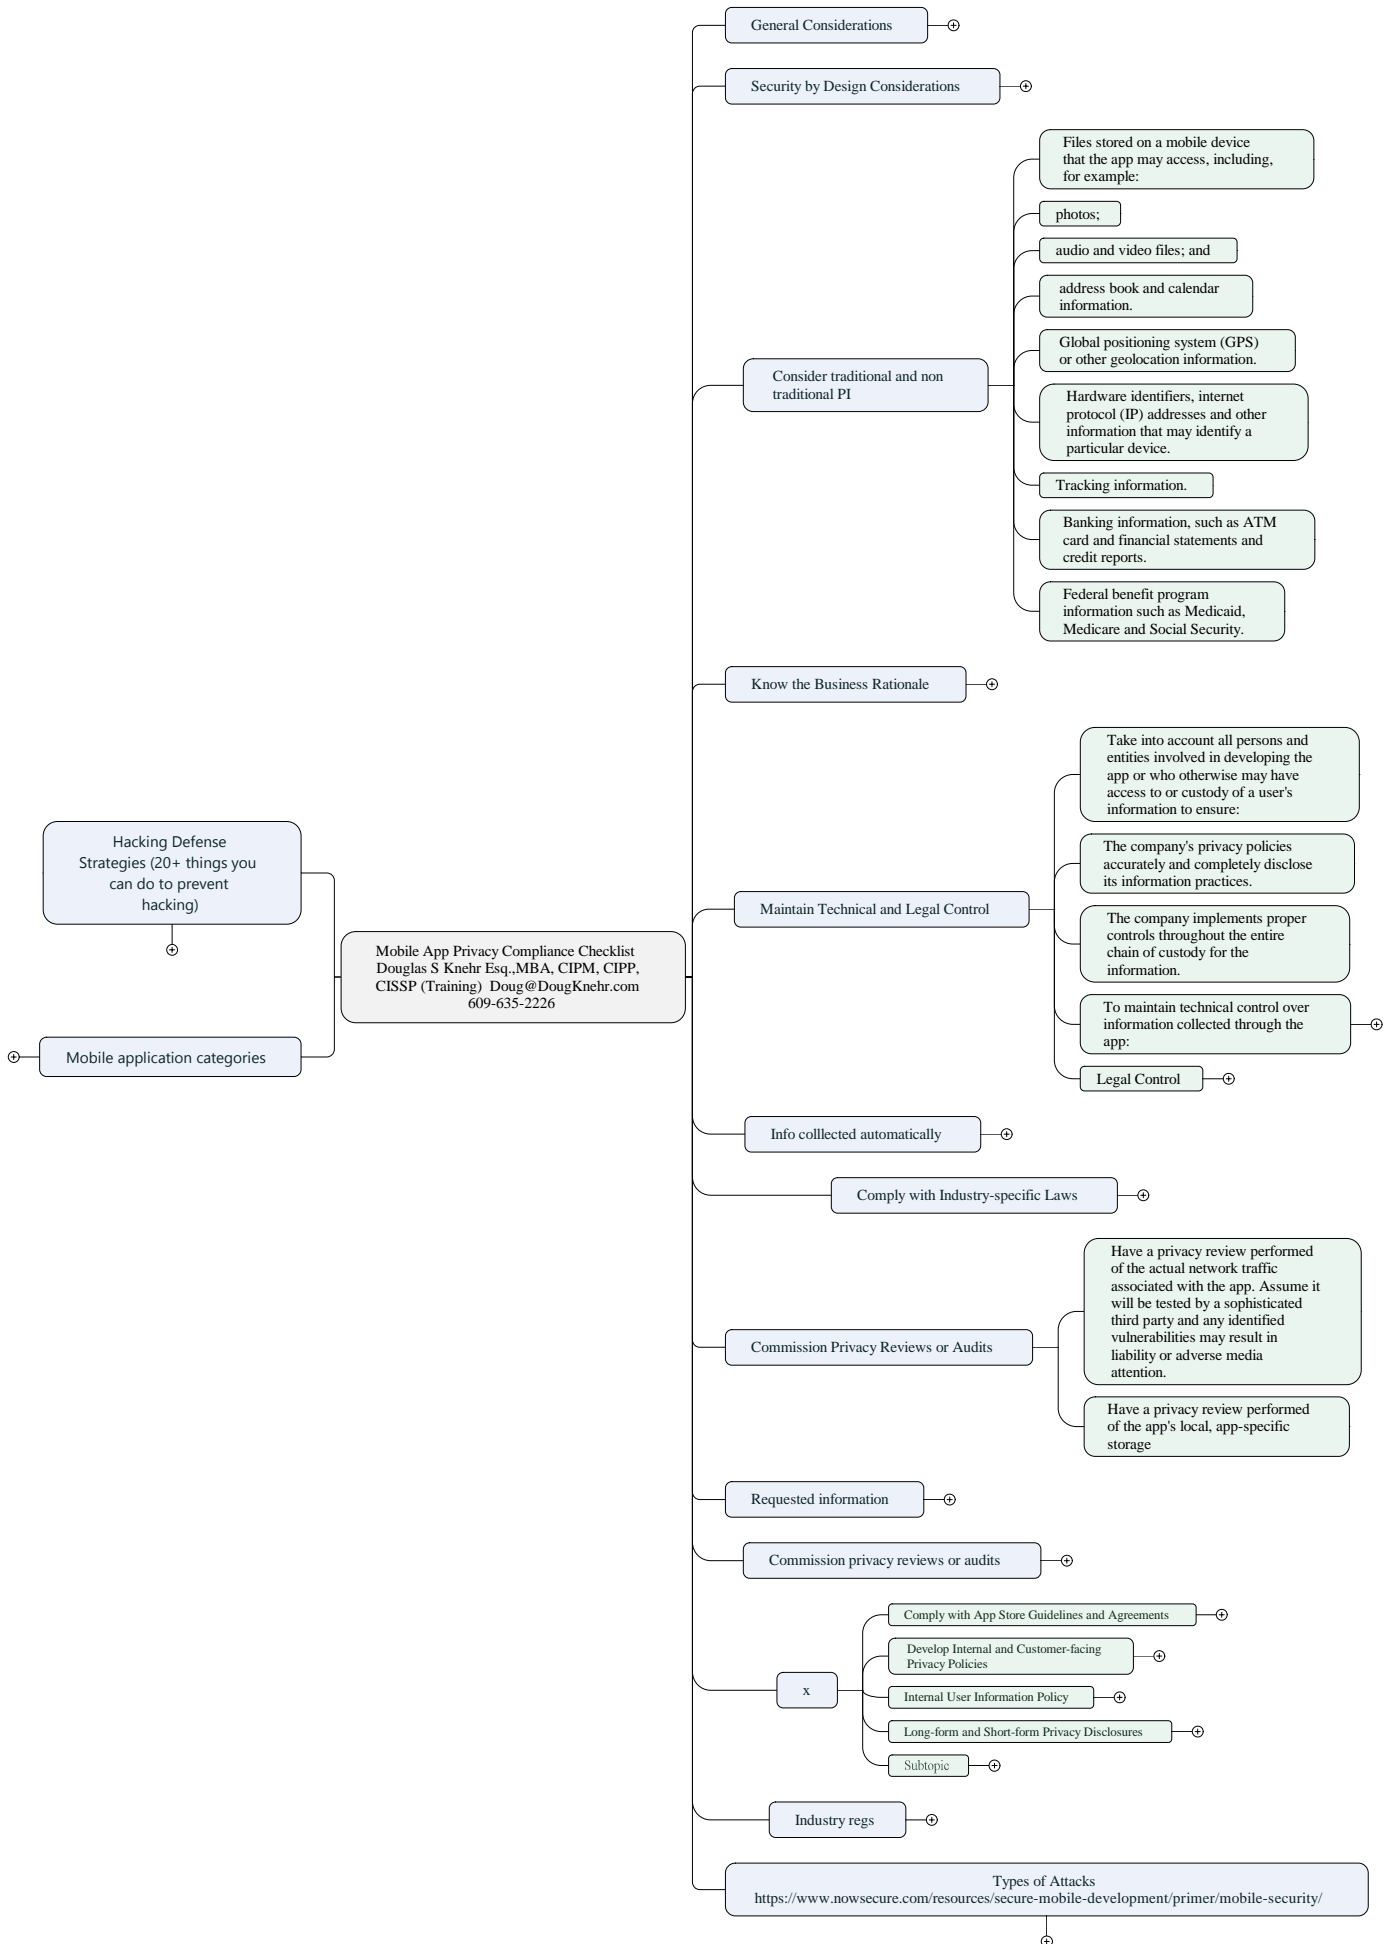 General Considerations
Security by Design Considerations
Files stored on a mobile device
that the app may access, including,
for example:
photos;
audio and video files; and
address book and calendar
information.
Global positioning system (GPS)
or other geolocation information.
Consider traditional and non
traditional PI
Hardware identifiers, internet
protocol (IP) addresses and other
information that may identify a
particular device.
Tracking information.
Banking information, such as ATM
card and financial statements and
credit reports.
Federal benefit program
information such as Medicaid,
Medicare and Social Security.
Know the Business Rationale
Take into account all persons and
entities involved in developing the
app or who otherwise may have
access to or custody of a user's
information to ensure:
The company's privacy policies
accurately and completely disclose
its information practices.
Maintain Technical and Legal Control
The company implements proper
controls throughout the entire
chain of custody for the
information.
To maintain technical control over
information collected through the
app:
Legal Control
Hacking Defense
Strategies (20+ things you
can do to prevent
hacking)
Mobile App Privacy Compliance Checklist
Douglas S Knehr Esq.,MBA, CIPM, CIPP,
CISSP (Training)  Doug@DougKnehr.com
609-635-2226
Mobile application categories
Info colllected automatically
Comply with Industry-specific Laws
Have a privacy review performed
of the actual network traffic
associated with the app. Assume it
will be tested by a sophisticated
third party and any identified
vulnerabilities may result in
liability or adverse media
attention.
Commission Privacy Reviews or Audits
Have a privacy review performed
of the app's local, app-specific
storage
Requested information
Commission privacy reviews or audits
Comply with App Store Guidelines and Agreements
Develop Internal and Customer-facing
Privacy Policies
x
Internal User Information Policy
Long-form and Short-form Privacy Disclosures
Subtopic
Industry regs
Types of Attacks
https://www.nowsecure.com/resources/secure-mobile-development/primer/mobile-security/